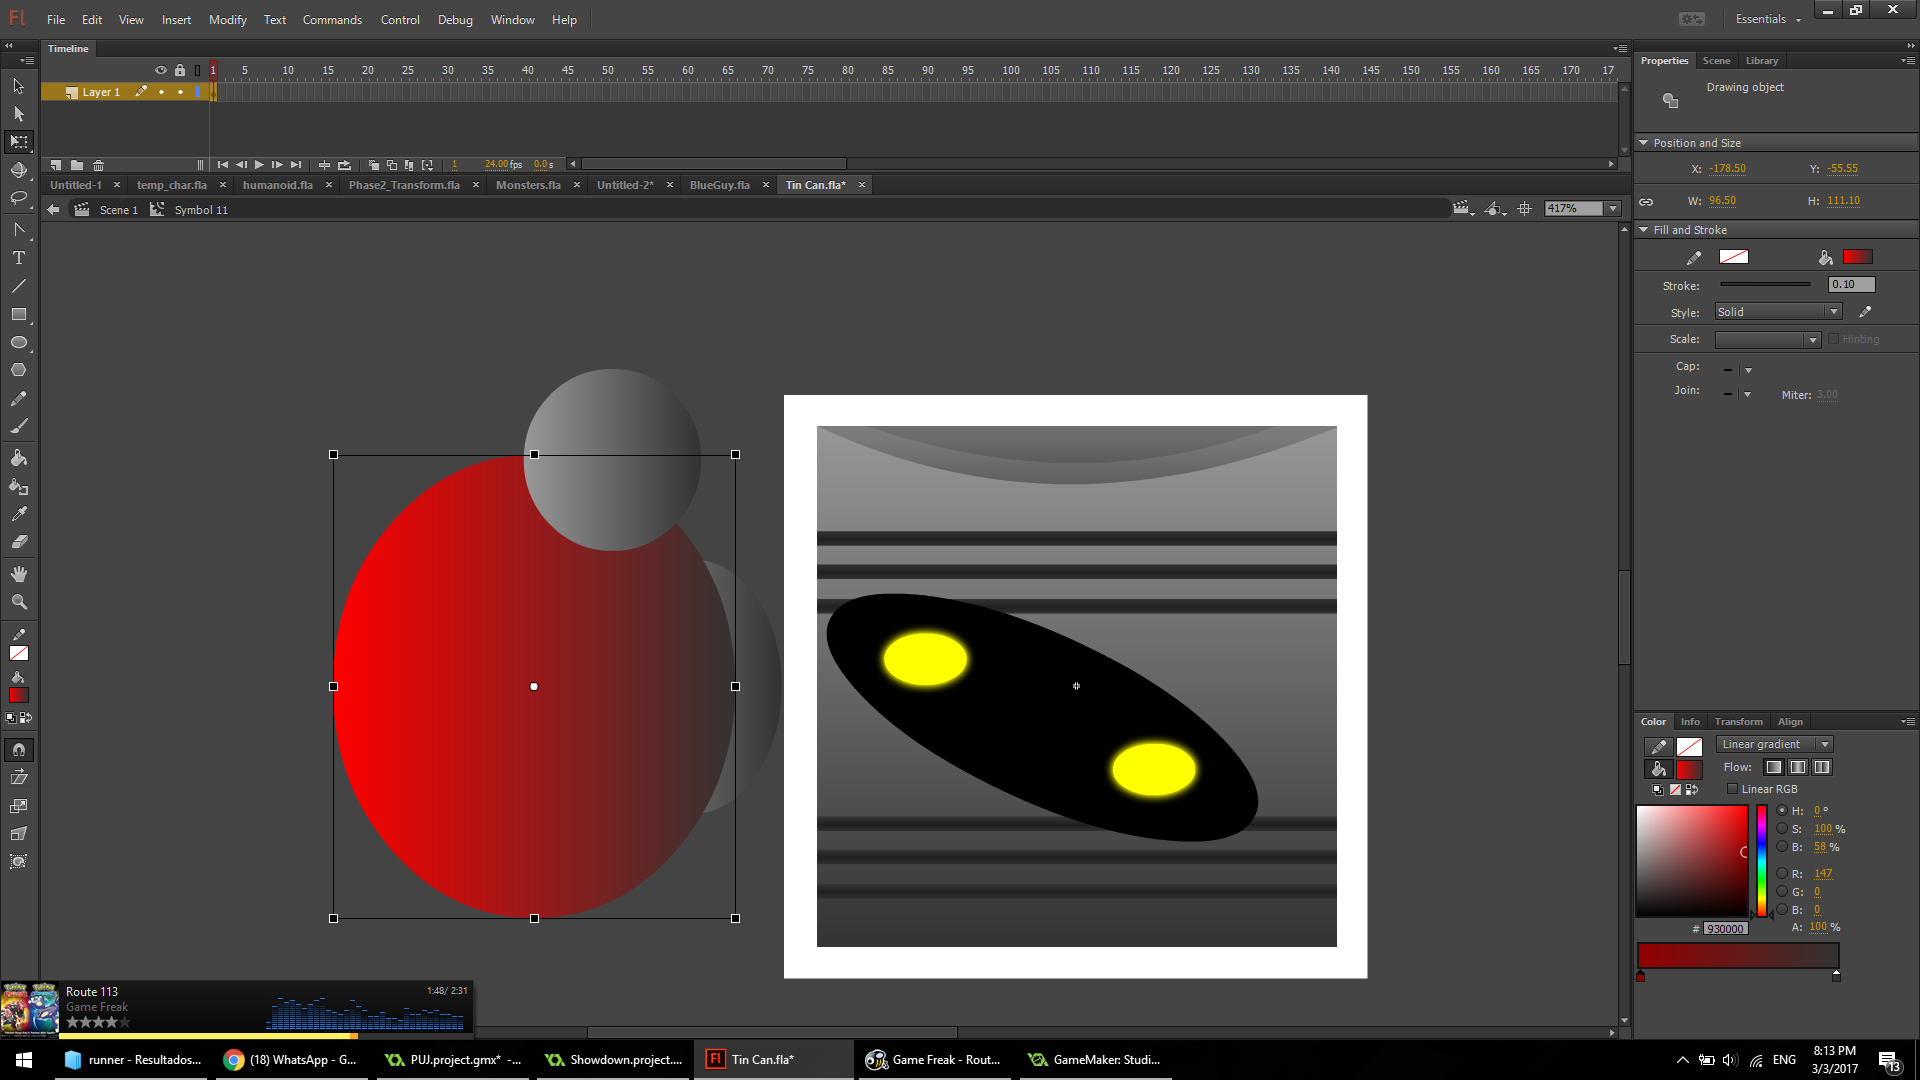 Fl File Edit View Insert Modify Text Commands Control Debug Window Help Essentials
Timeline
1 5 10 15 20 25 30 35 40 45 50 55 60 65 70 75 80 85 90 95 100 105 110 115 120 125 130 135 140 145 150 155 160 165 170 17
Layer 1
1 24.00 fps 0.0 s
Untitled-1 temp_char.fla humanoid.fla Phase2_Transform.fla Monsters.fla Untitled-2* BlueGuy.fla Tin Can.fla*
Scene 1 Symbol 11 417%
Properties Scene Library
Drawing object
Position and Size
X: -178.50 Y: -55.55
W: 96.50 H: 111.10
Fill and Stroke
Stroke: 0.10
Style: Solid
Scale: Hinting
Cap:
Join: Miter: 3.00
Color Info Transform Align
Linear gradient
Flow:
Linear RGB
H: 0 °
S: 100 %
B: 58 %
R: 147
G: 0
B: 0
# 930000 A: 100 %
Route 113 1:48/ 2:31
Game Freak
runner - Resultados... (18) WhatsApp - G... PUJ.project.gmx* -... Showdown.project.... Fl Tin Can.fla* Game Freak - Rout... GameMaker: Studi... ENG
8:13 PM
3/3/2017
13